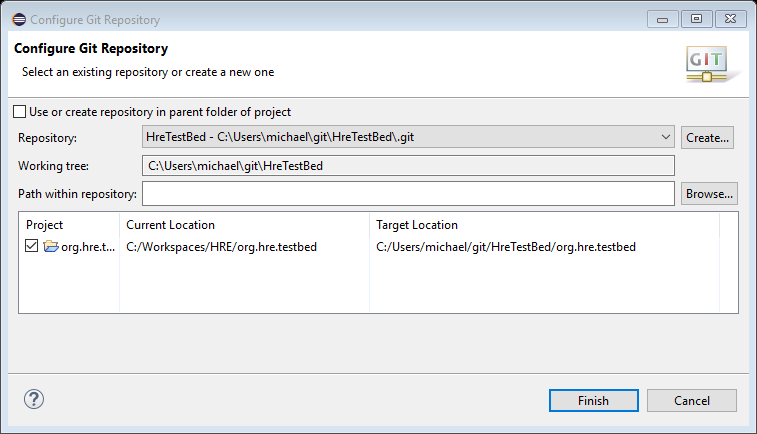 Configure Git Repository
Configure Git Repository
Select an existing repository or create a new one
GIT
Use or create repository in parent folder of project
Repository: HreTestBed - C:\Users\michael\git\HreTestBed\.git Create...
Working tree: C:\Users\michael\git\HreTestBed
Path within repository: Browse...
Project Current Location Target Location
org.hre.t... C:/Workspaces/HRE/org.hre.testbed C:/Users/michael/git/HreTestBed/org.hre.testbed
? Finish Cancel